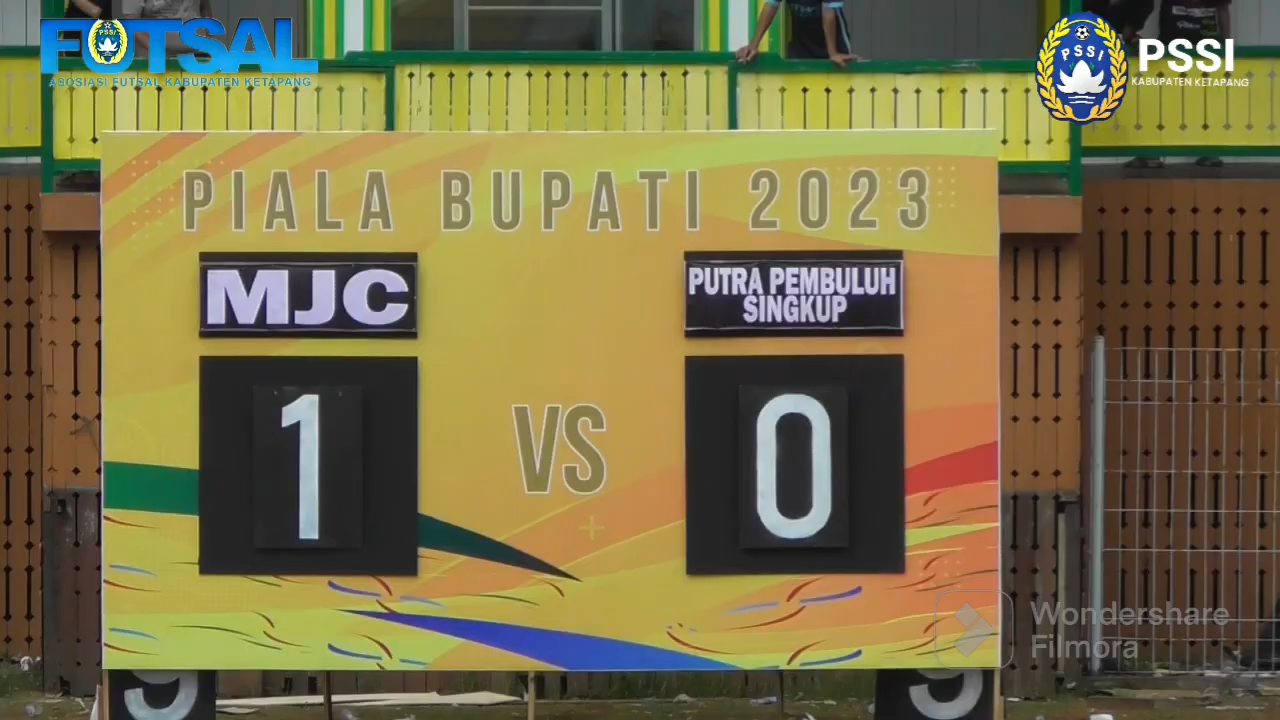 FUTSAL
PSSI
ASOSIASI FUTSAL KABUPATEN KETAPANG
PSSI
PSSI
KABUPATEN KETAPANG
PIALA BUPATI 2023
MJC
PUTRA PEMBULUH
SINGKUP
1
VS
0
Wondershare
Filmora